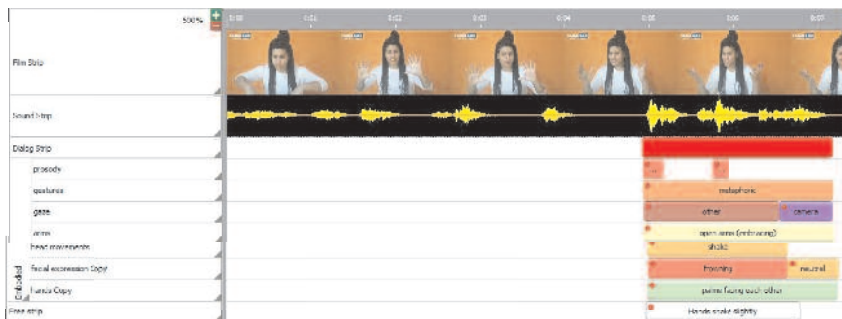 500%
0:00 0:01 0:02 0:03 0:04 0:05 0:06 0:07
Film Strip
Sound Strip
Dialog Strip
prosody
gestures metaphoric
gaze other camera
arms open arms (embracing)
head movements shake
facial expression Copy frowning neutral
Embodied
hands Copy palms facing each other
Free strip Hands shake slightly